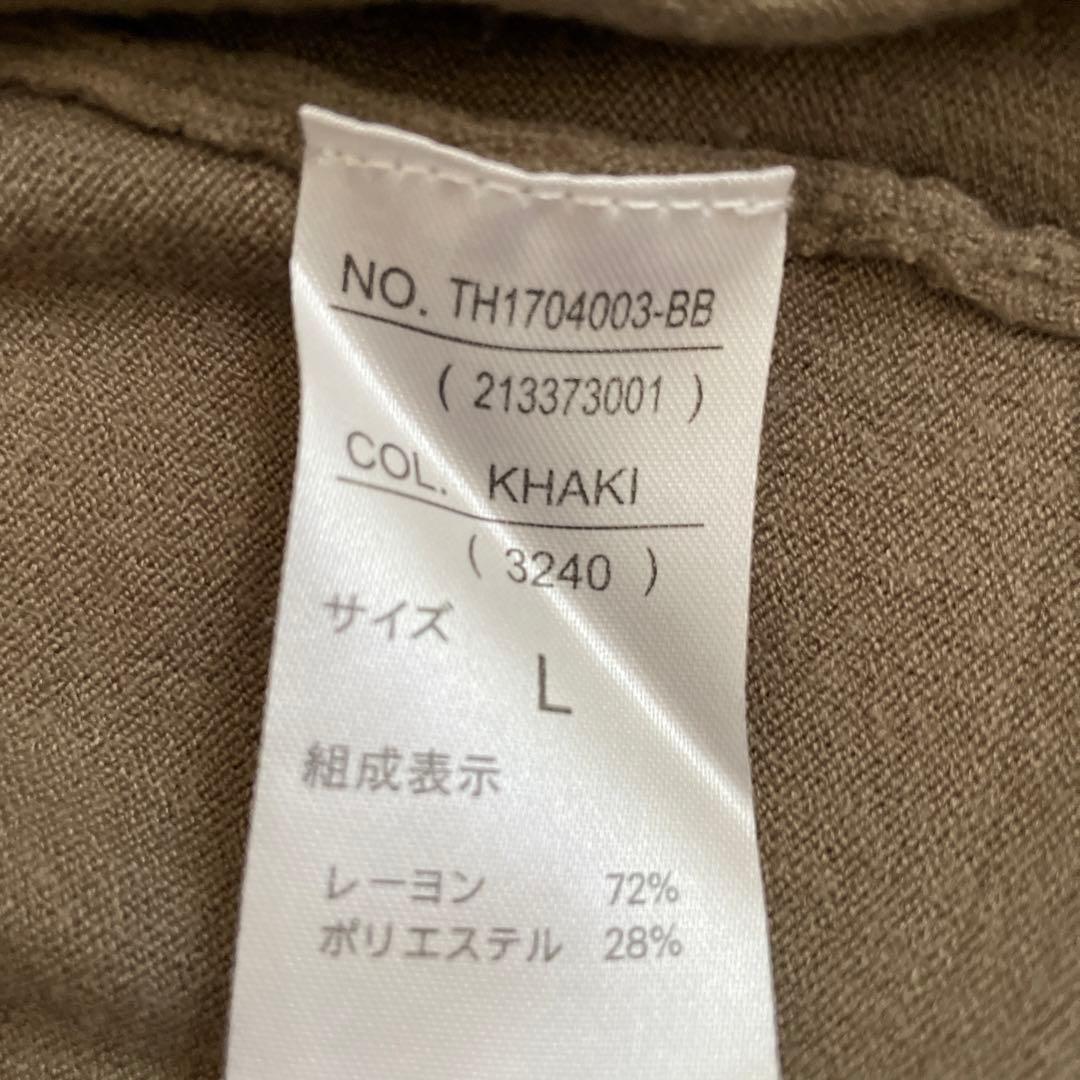 NO. TH1704003-BB
( 213373001 )
COL. KHAKI
( 3240 )
サイズ
L
組成表示
レーヨン 72%
ポリエステル 28%